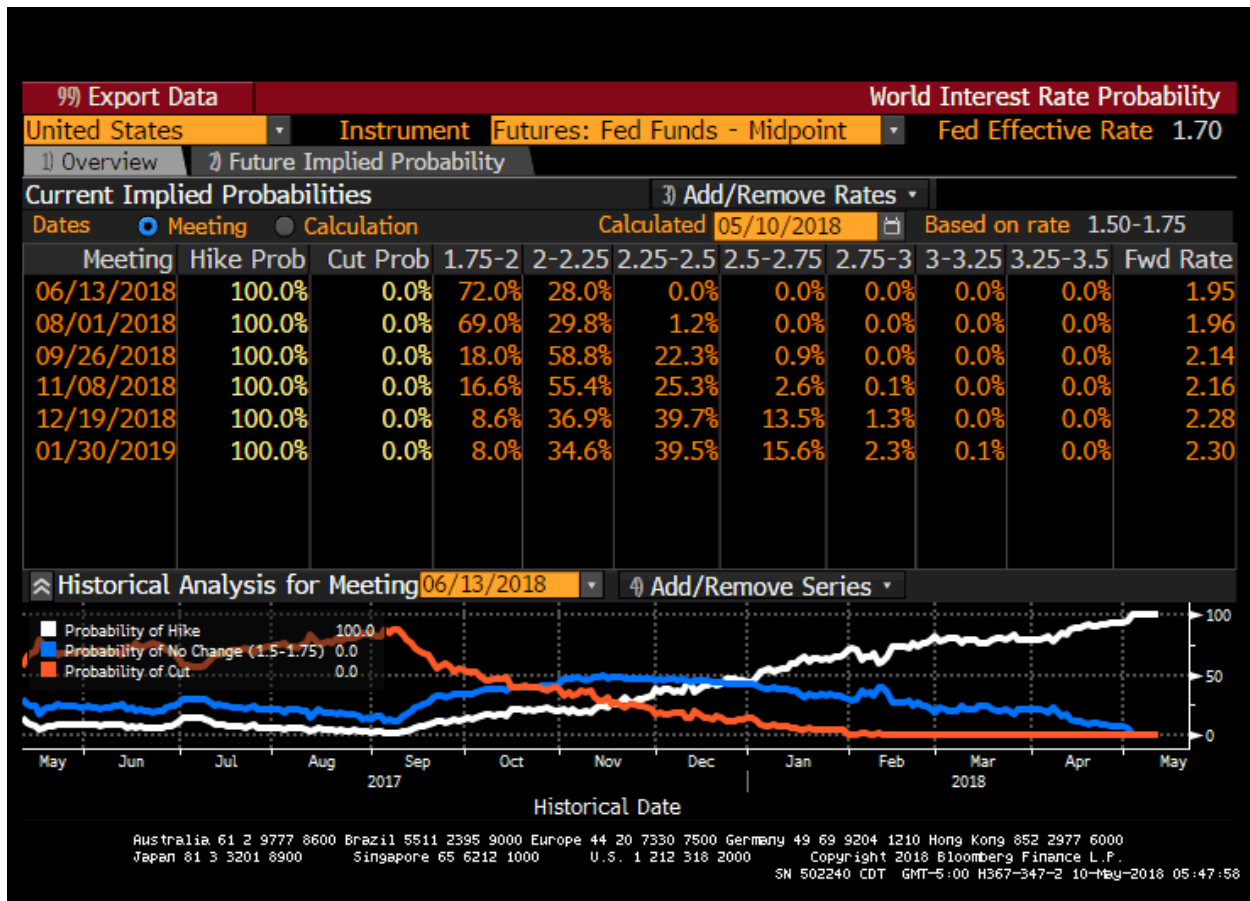 99) Export Data World Interest Rate Probability
United States Instrument Futures: Fed Funds - Midpoint Fed Effective Rate 1.70
1) Overview 2) Future Implied Probability
Current Implied Probabilities 3) Add/Remove Rates
Dates Meeting Calculation Calculated 05/10/2018 Based on rate 1.50-1.75
Meeting Hike Prob Cut Prob 1.75-2 2-2.25 2.25-2.5 2.5-2.75 2.75-3 3-3.25 3.25-3.5 Fwd Rate
06/13/2018 100.0% 0.0% 72.0% 28.0% 0.0% 0.0% 0.0% 0.0% 0.0% 1.95
08/01/2018 100.0% 0.0% 69.0% 29.8% 1.2% 0.0% 0.0% 0.0% 0.0% 1.96
09/26/2018 100.0% 0.0% 18.0% 58.8% 22.3% 0.9% 0.0% 0.0% 0.0% 2.14
11/08/2018 100.0% 0.0% 16.6% 55.4% 25.3% 2.6% 0.1% 0.0% 0.0% 2.16
12/19/2018 100.0% 0.0% 8.6% 36.9% 39.7% 13.5% 1.3% 0.0% 0.0% 2.28
01/30/2019 100.0% 0.0% 8.0% 34.6% 39.5% 15.6% 2.3% 0.1% 0.0% 2.30
Historical Analysis for Meeting 06/13/2018 4) Add/Remove Series
Probability of Hike 100.0
Probability of No Change (1.5-1.75) 0.0
Probability of Cut 0.0
100
50
0
May Jun Jul Aug Sep Oct Nov Dec Jan Feb Mar Apr May
2017 2018
Historical Date
Australia 61 2 9777 8600 Brazil 5511 2395 9000 Europe 44 20 7330 7500 Germany 49 69 9204 1210 Hong Kong 852 2977 6000
Japan 81 3 3201 8900 Singapore 65 6212 1000 U.S. 1 212 318 2000 Copyright 2018 Bloomberg Finance L.P.
SN 502240 CDT GMT-5:00 H367-347-2 10-May-2018 05:47:58